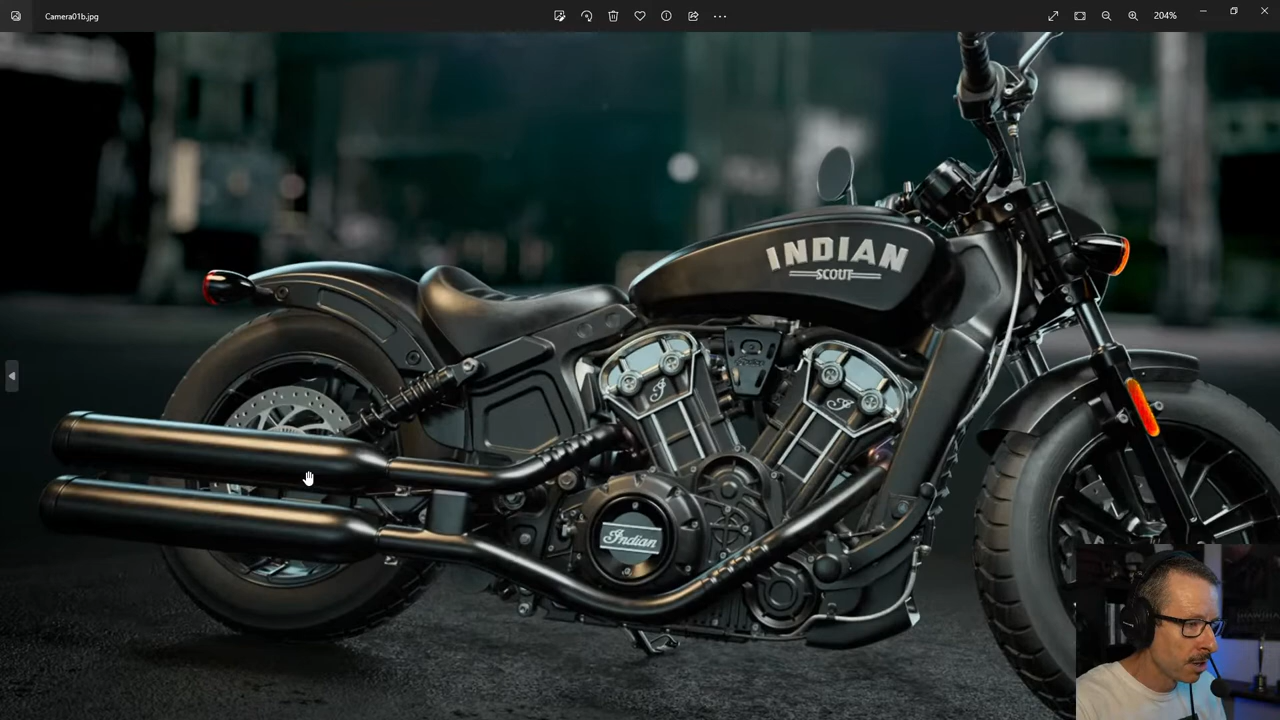 Camera01b.jpg
204%
INDIAN
SCOUT
Indian